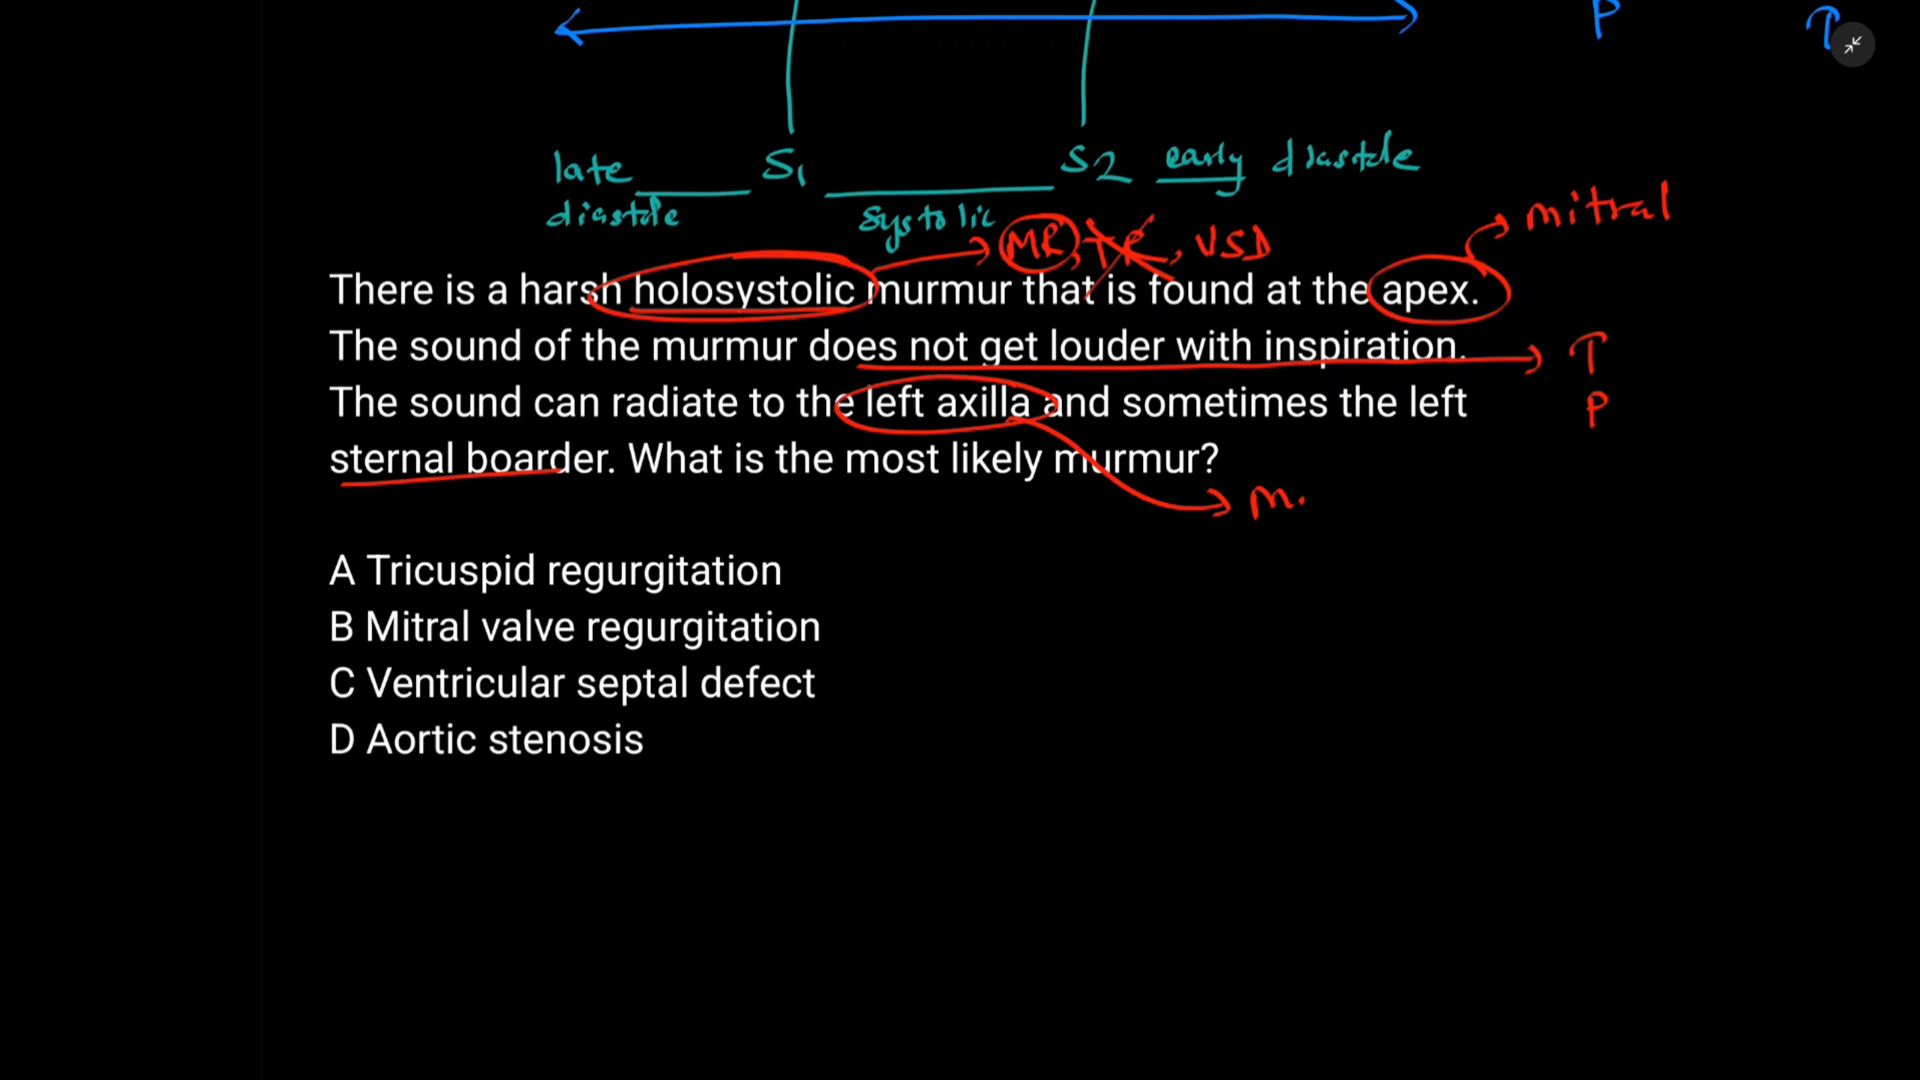 P T
late S1 S2 early diastole
diastole systolic
MR, TR, VSD mitral
There is a harsh holosystolic murmur that is found at the apex.
The sound of the murmur does not get louder with inspiration. T
The sound can radiate to the left axilla and sometimes the left P
sternal boarder. What is the most likely murmur?
M.
A Tricuspid regurgitation
B Mitral valve regurgitation
C Ventricular septal defect
D Aortic stenosis